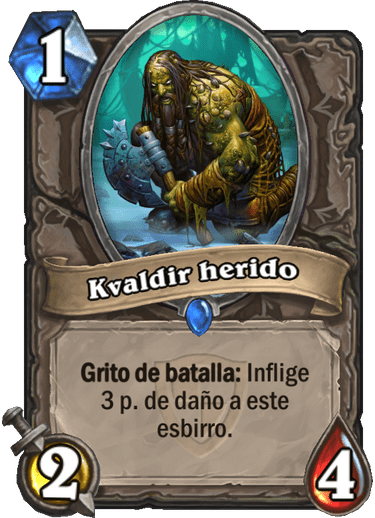 1
Kvaldir herido
Grito de batalla: Inflige
3 p. de daño a este
esbirro.
2
4